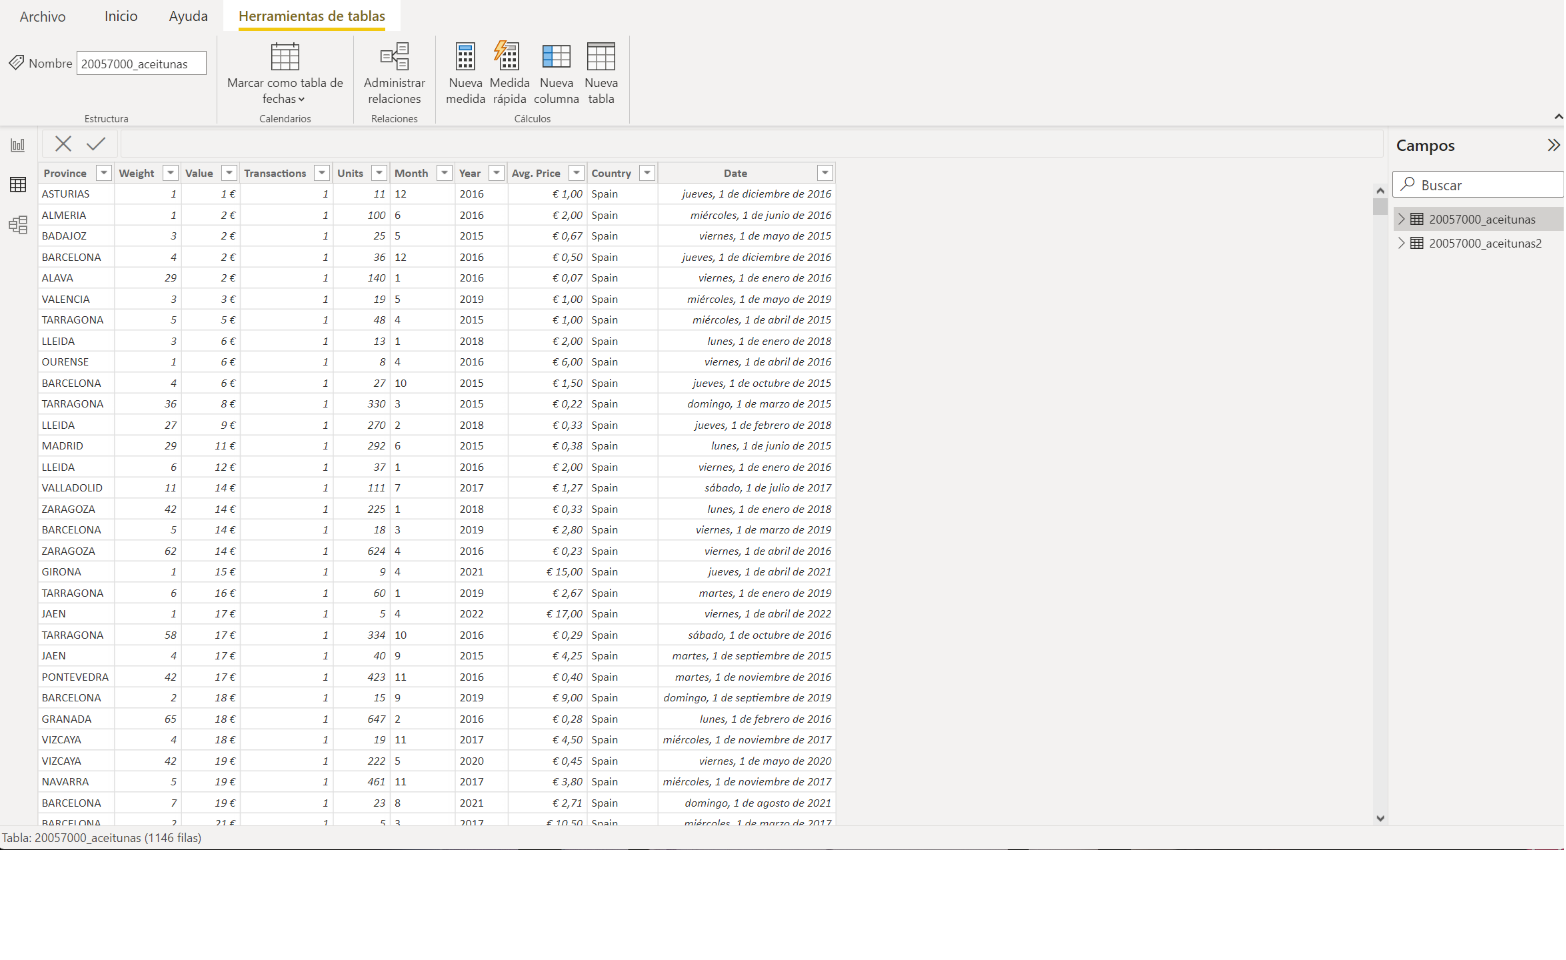 Archivo Inicio Ayuda Herramientas de tablas
Nombre 20057000_aceitunas
Marcar como tabla de fechas
Administrar relaciones
Nueva medida
Medida rápida
Nueva columna
Nueva tabla
Estructura Calendarios Relaciones Cálculos
Campos
Buscar
20057000_aceitunas
20057000_aceitunas2
Province Weight Value Transactions Units Month Year Avg. Price Country Date
ASTURIAS 1 1 € 1 11 12 2016 € 1,00 Spain jueves, 1 de diciembre de 2016
ALMERIA 1 2 € 1 100 6 2016 € 2,00 Spain miércoles, 1 de junio de 2016
BADAJOZ 3 2 € 1 25 5 2015 € 0,67 Spain viernes, 1 de mayo de 2015
BARCELONA 4 2 € 1 36 12 2016 € 0,50 Spain jueves, 1 de diciembre de 2016
ALAVA 29 2 € 1 140 1 2016 € 0,07 Spain viernes, 1 de enero de 2016
VALENCIA 3 3 € 1 19 5 2019 € 1,00 Spain miércoles, 1 de mayo de 2019
TARRAGONA 5 5 € 1 48 4 2015 € 1,00 Spain miércoles, 1 de abril de 2015
LLEIDA 3 6 € 1 13 1 2018 € 2,00 Spain lunes, 1 de enero de 2018
OURENSE 1 6 € 1 8 4 2016 € 6,00 Spain viernes, 1 de abril de 2016
BARCELONA 4 6 € 1 27 10 2015 € 1,50 Spain jueves, 1 de octubre de 2015
TARRAGONA 36 8 € 1 330 3 2015 € 0,22 Spain domingo, 1 de marzo de 2015
LLEIDA 27 9 € 1 270 2 2018 € 0,33 Spain jueves, 1 de febrero de 2018
MADRID 29 11 € 1 292 6 2015 € 0,38 Spain lunes, 1 de junio de 2015
LLEIDA 6 12 € 1 37 1 2016 € 2,00 Spain viernes, 1 de enero de 2016
VALLADOLID 11 14 € 1 111 7 2017 € 1,27 Spain sábado, 1 de julio de 2017
ZARAGOZA 42 14 € 1 225 1 2018 € 0,33 Spain lunes, 1 de enero de 2018
BARCELONA 5 14 € 1 18 3 2019 € 2,80 Spain viernes, 1 de marzo de 2019
ZARAGOZA 62 14 € 1 624 4 2016 € 0,23 Spain viernes, 1 de abril de 2016
GIRONA 1 15 € 1 9 4 2021 € 15,00 Spain jueves, 1 de abril de 2021
TARRAGONA 6 16 € 1 60 1 2019 € 2,67 Spain martes, 1 de enero de 2019
JAEN 1 17 € 1 5 4 2022 € 17,00 Spain viernes, 1 de abril de 2022
TARRAGONA 58 17 € 1 334 10 2016 € 0,29 Spain sábado, 1 de octubre de 2016
JAEN 4 17 € 1 40 9 2015 € 4,25 Spain martes, 1 de septiembre de 2015
PONTEVEDRA 42 17 € 1 423 11 2016 € 0,40 Spain martes, 1 de noviembre de 2016
BARCELONA 2 18 € 1 15 9 2019 € 9,00 Spain domingo, 1 de septiembre de 2019
GRANADA 65 18 € 1 647 2 2016 € 0,28 Spain lunes, 1 de febrero de 2016
VIZCAYA 4 18 € 1 19 11 2017 € 4,50 Spain miércoles, 1 de noviembre de 2017
VIZCAYA 42 19 € 1 222 5 2020 € 0,45 Spain viernes, 1 de mayo de 2020
NAVARRA 5 19 € 1 461 11 2017 € 3,80 Spain miércoles, 1 de noviembre de 2017
BARCELONA 7 19 € 1 23 8 2021 € 2,71 Spain domingo, 1 de agosto de 2021
BARCELONA 2 21 € 1 5 3 2017 € 10,50 Spain miércoles, 1 de marzo de 2017
Tabla: 20057000_aceitunas (1146 filas)